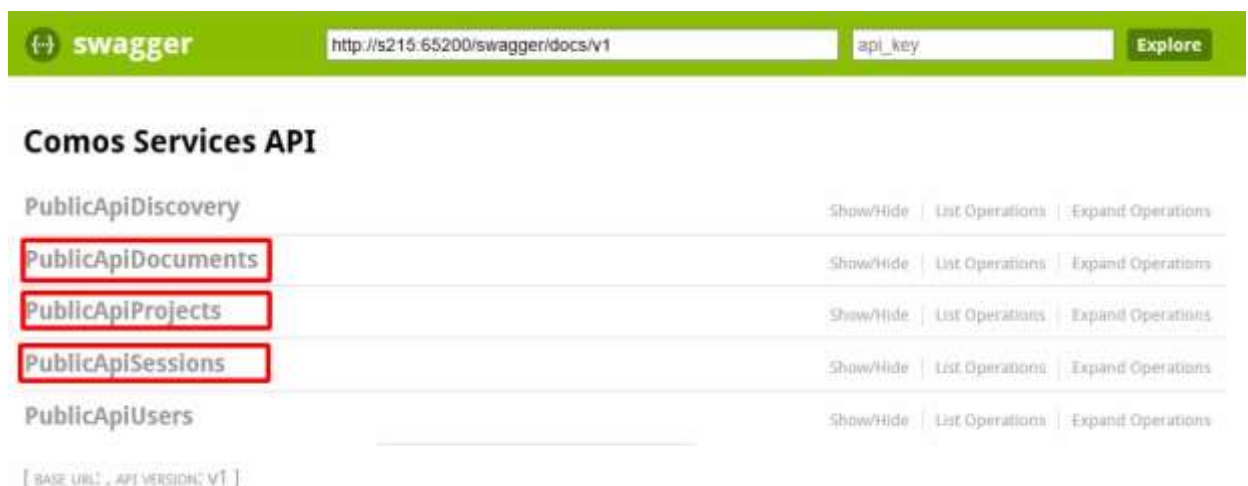 {··} swagger http://s215:65200/swagger/docs/v1 api_key Explore
Comos Services API
PublicApiDiscovery Show/Hide | List Operations | Expand Operations
PublicApiDocuments Show/Hide | List Operations | Expand Operations
PublicApiProjects Show/Hide | List Operations | Expand Operations
PublicApiSessions Show/Hide | List Operations | Expand Operations
PublicApiUsers Show/Hide | List Operations | Expand Operations
[ BASE URL: , API VERSION: V1 ]